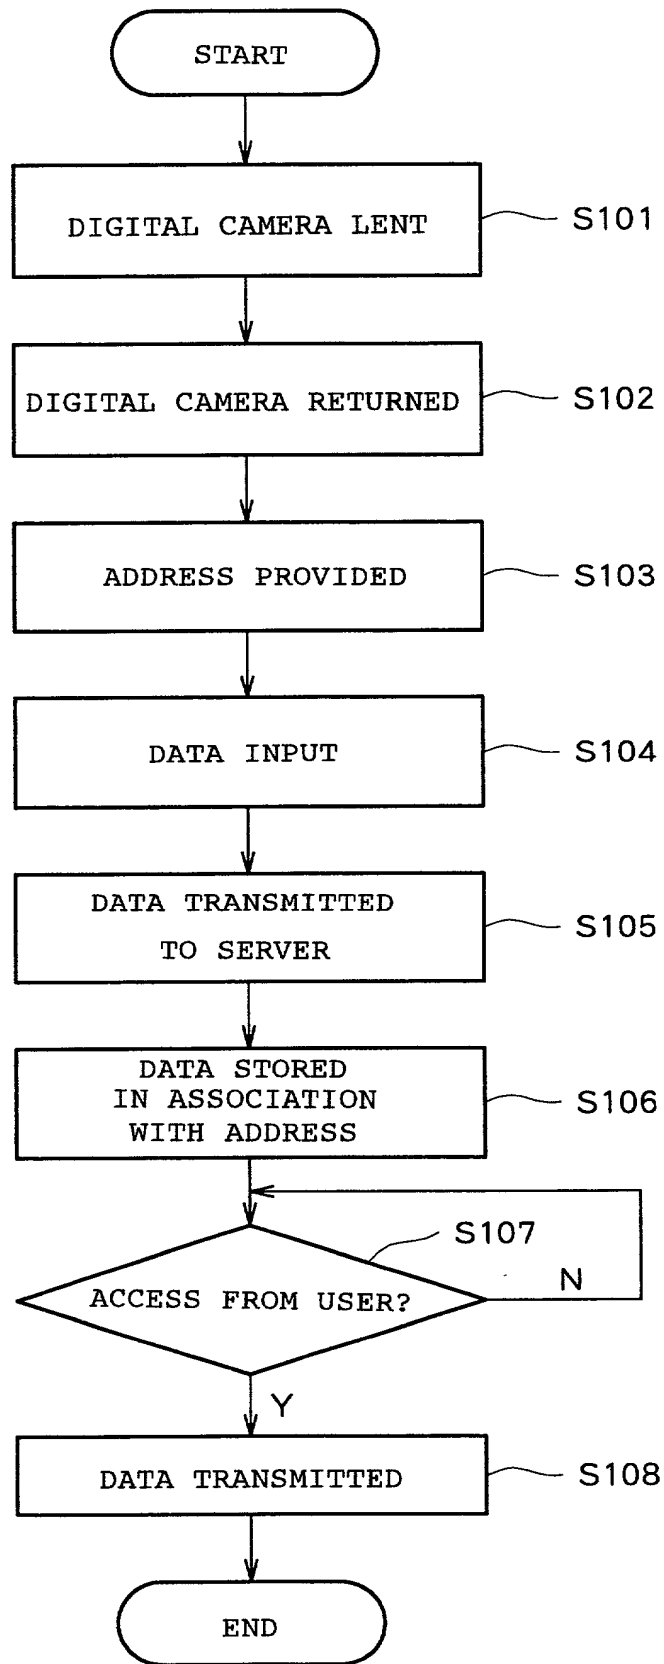 START
DIGITAL CAMERA LENT
S101
DIGITAL CAMERA RETURNED
S102
ADDRESS PROVIDED
S103
DATA INPUT
S104
DATA TRANSMITTED
TO SERVER
S105
DATA STORED
IN ASSOCIATION
WITH ADDRESS
S106
S107
ACCESS FROM USER?
N
Y
DATA TRANSMITTED
S108
END